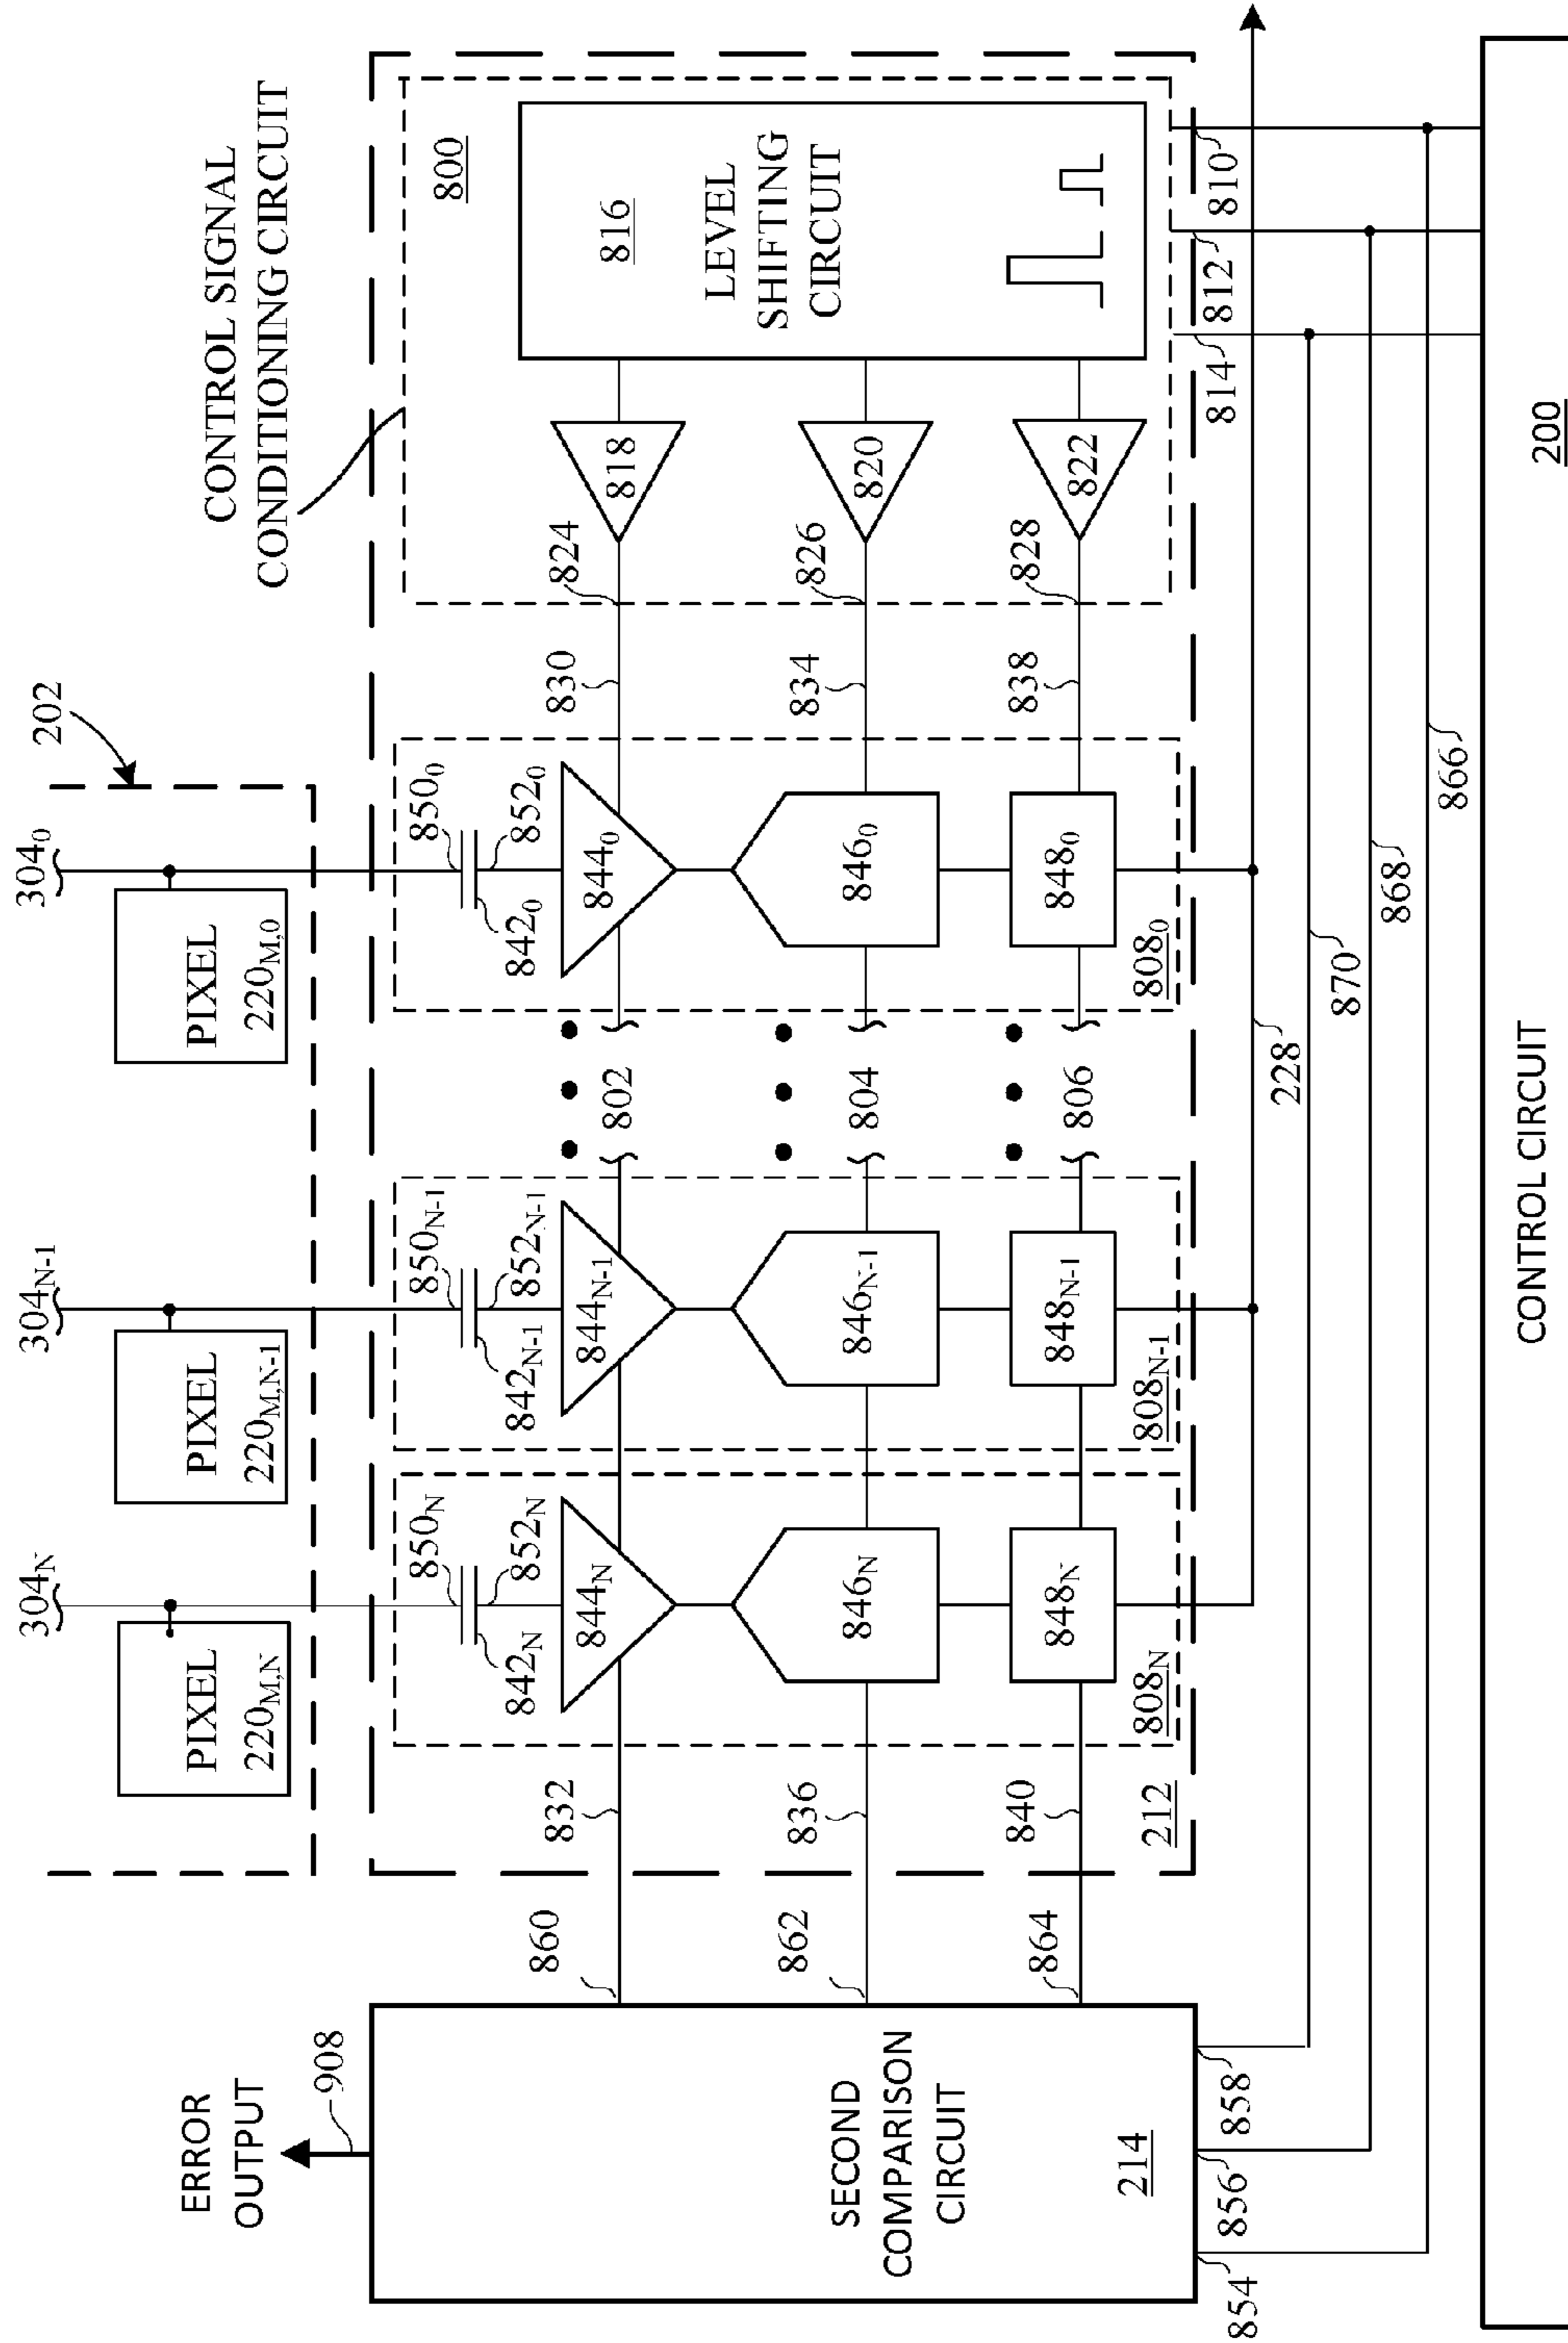 ERROR
OUTPUT
908
SECOND
COMPARISON
CIRCUIT
214
854
856
858
860
862
864
304N
304N-1
3040
202
PIXEL
220M,N
PIXEL
220M,N-1
PIXEL
220M,0
832
836
840
212
850N
852N
842N
844N
846N
848N
808N
850N-1
852N-1
842N-1
844N-1
846N-1
848N-1
808N-1
802
804
806
8500
8520
8420
8440
8460
8480
8080
830
834
838
824
826
828
818
820
822
CONTROL SIGNAL
CONDITIONING CIRCUIT
800
816
LEVEL
SHIFTING
CIRCUIT
814
812
810
228
870
868
866
CONTROL CIRCUIT
200